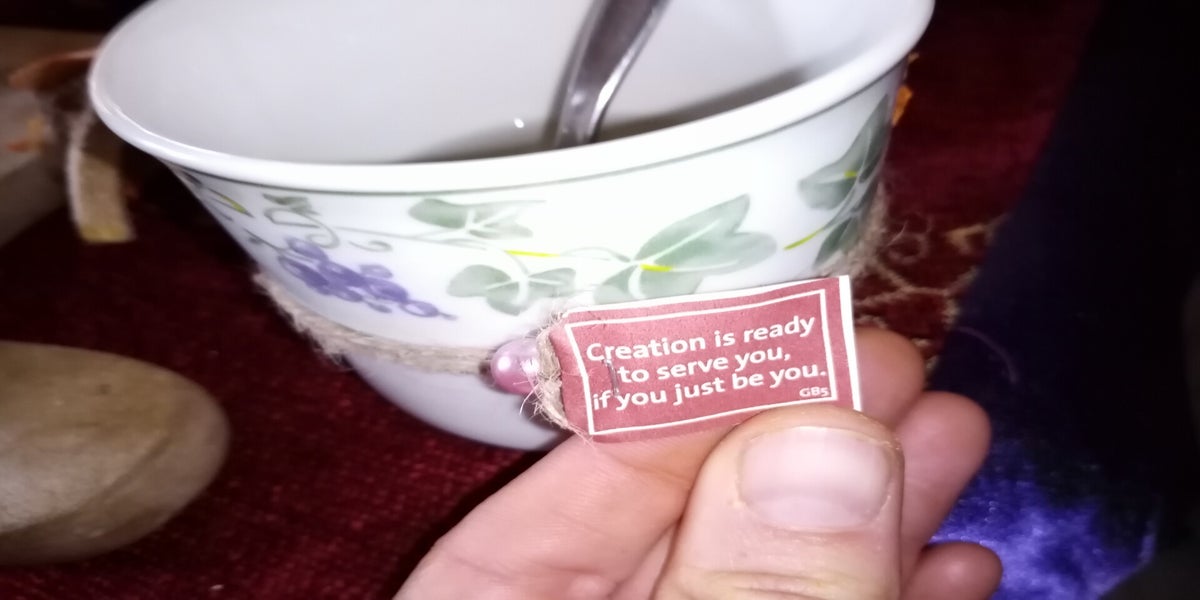 Creation is ready
to serve you,
if you just be you.
GB5